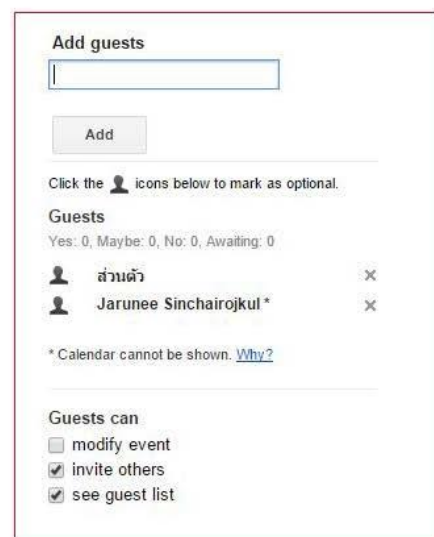 Add guests
Add
Click the icons below to mark as optional.
Guests
Yes: 0, Maybe: 0, No: 0, Awaiting: 0
ส่วนตัว
Jarunee Sinchairojkul *
* Calendar cannot be shown. Why?
Guests can
modify event
invite others
see guest list